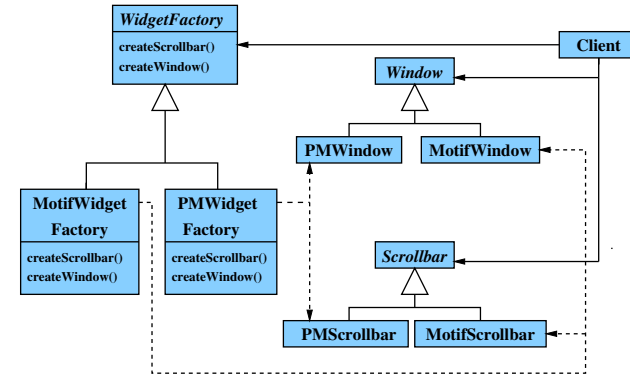 WidgetFactory
createScrollbar()
createWindow()
Client
Window
PMWindow
MotifWindow
MotifWidget
Factory
createScrollbar()
createWindow()
PMWidget
Factory
createScrollbar()
createWindow()
Scrollbar
PMScrollbar
MotifScrollbar